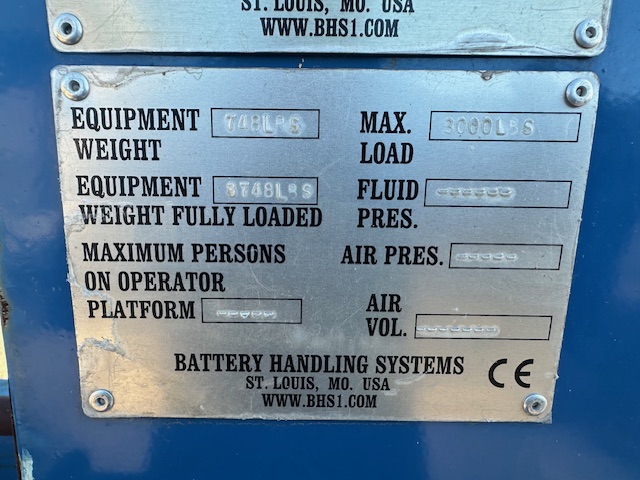 ST. LOUIS, MO. USA
WWW.BHS1.COM
EQUIPMENT WEIGHT 748LBS
MAX. LOAD 3000LBS
EQUIPMENT WEIGHT FULLY LOADED 3748LBS
FLUID PRES. -------
MAXIMUM PERSONS ON OPERATOR PLATFORM
AIR PRES. ------
AIR VOL. --------
BATTERY HANDLING SYSTEMS
ST. LOUIS, MO. USA
WWW.BHS1.COM
CE